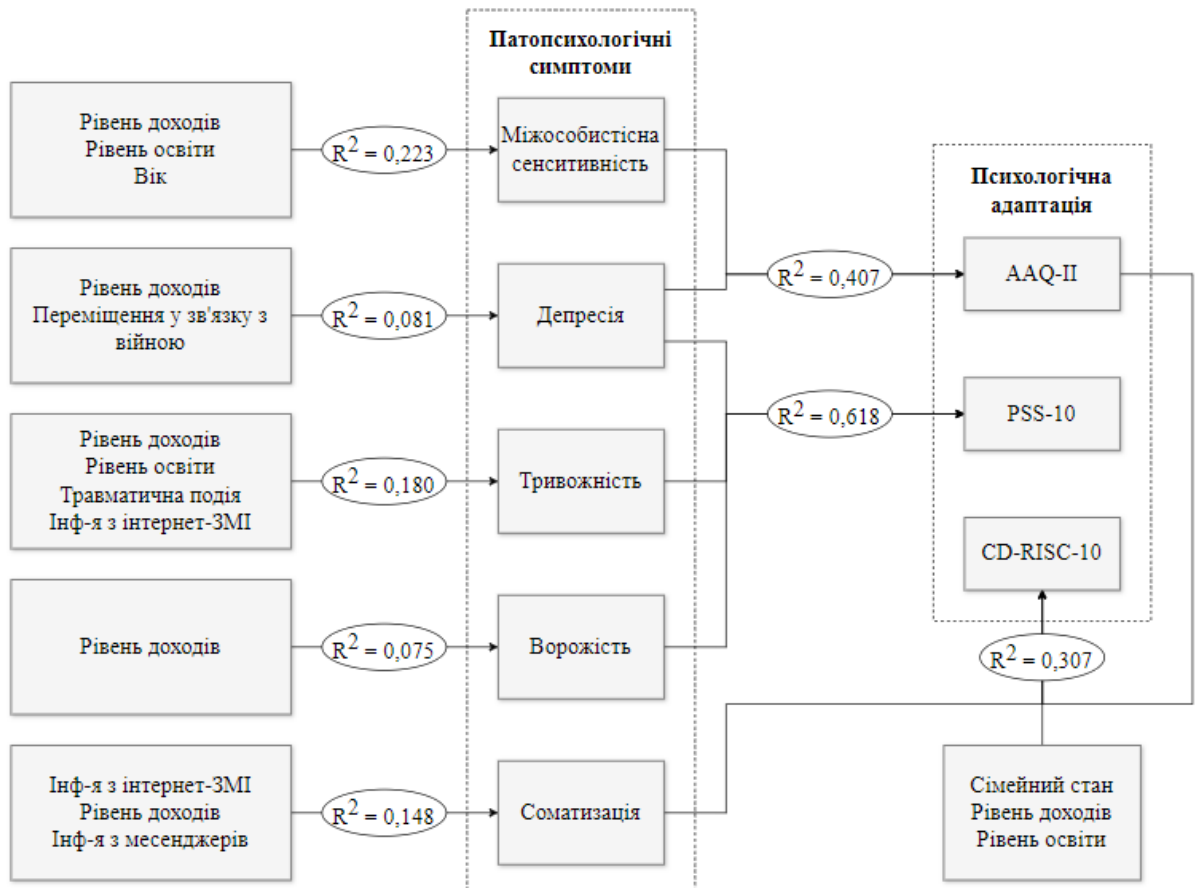 Патопсихологічні
симптоми
Рівень доходів
Рівень освіти
Вік
R2 = 0,223
Міжособистісна
сенситивність
Рівень доходів
Переміщення у зв'язку з
війною
R2 = 0,081
Депресія
Рівень доходів
Рівень освіти
Травматична подія
Інф-я з інтернет-ЗМІ
R2 = 0,180
Тривожність
Рівень доходів
R2 = 0,075
Ворожість
Інф-я з інтернет-ЗМІ
Рівень доходів
Інф-я з месенджерів
R2 = 0,148
Соматизація
R2 = 0,407
R2 = 0,618
Психологічна
адаптація
AAQ-II
PSS-10
CD-RISC-10
R2 = 0,307
Сімейний стан
Рівень доходів
Рівень освіти